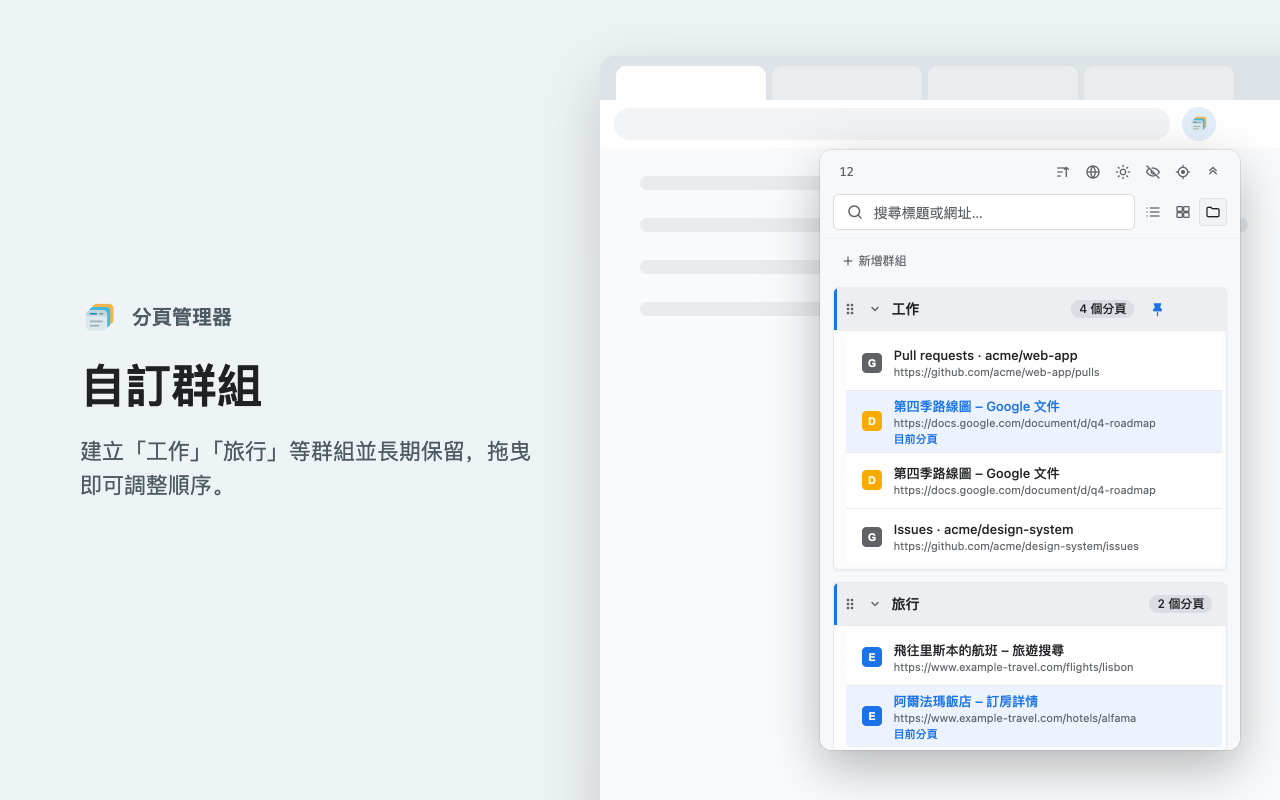 分頁管理器
自訂群組
建立「工作」「旅行」等群組並長期保留，拖曳
即可調整順序。
12
搜尋標題或網址...
新增群組
工作
4 個分頁
G
Pull requests · acme/web-app
https://github.com/acme/web-app/pulls
D
第四季路線圖 – Google 文件
https://docs.google.com/document/d/q4-roadmap
目前分頁
D
第四季路線圖 – Google 文件
https://docs.google.com/document/d/q4-roadmap
G
Issues · acme/design-system
https://github.com/acme/design-system/issues
旅行
2 個分頁
E
飛往里斯本的航班 – 旅遊搜尋
https://www.example-travel.com/flights/lisbon
E
阿爾法瑪飯店 – 訂房詳情
https://www.example-travel.com/hotels/alfama
目前分頁